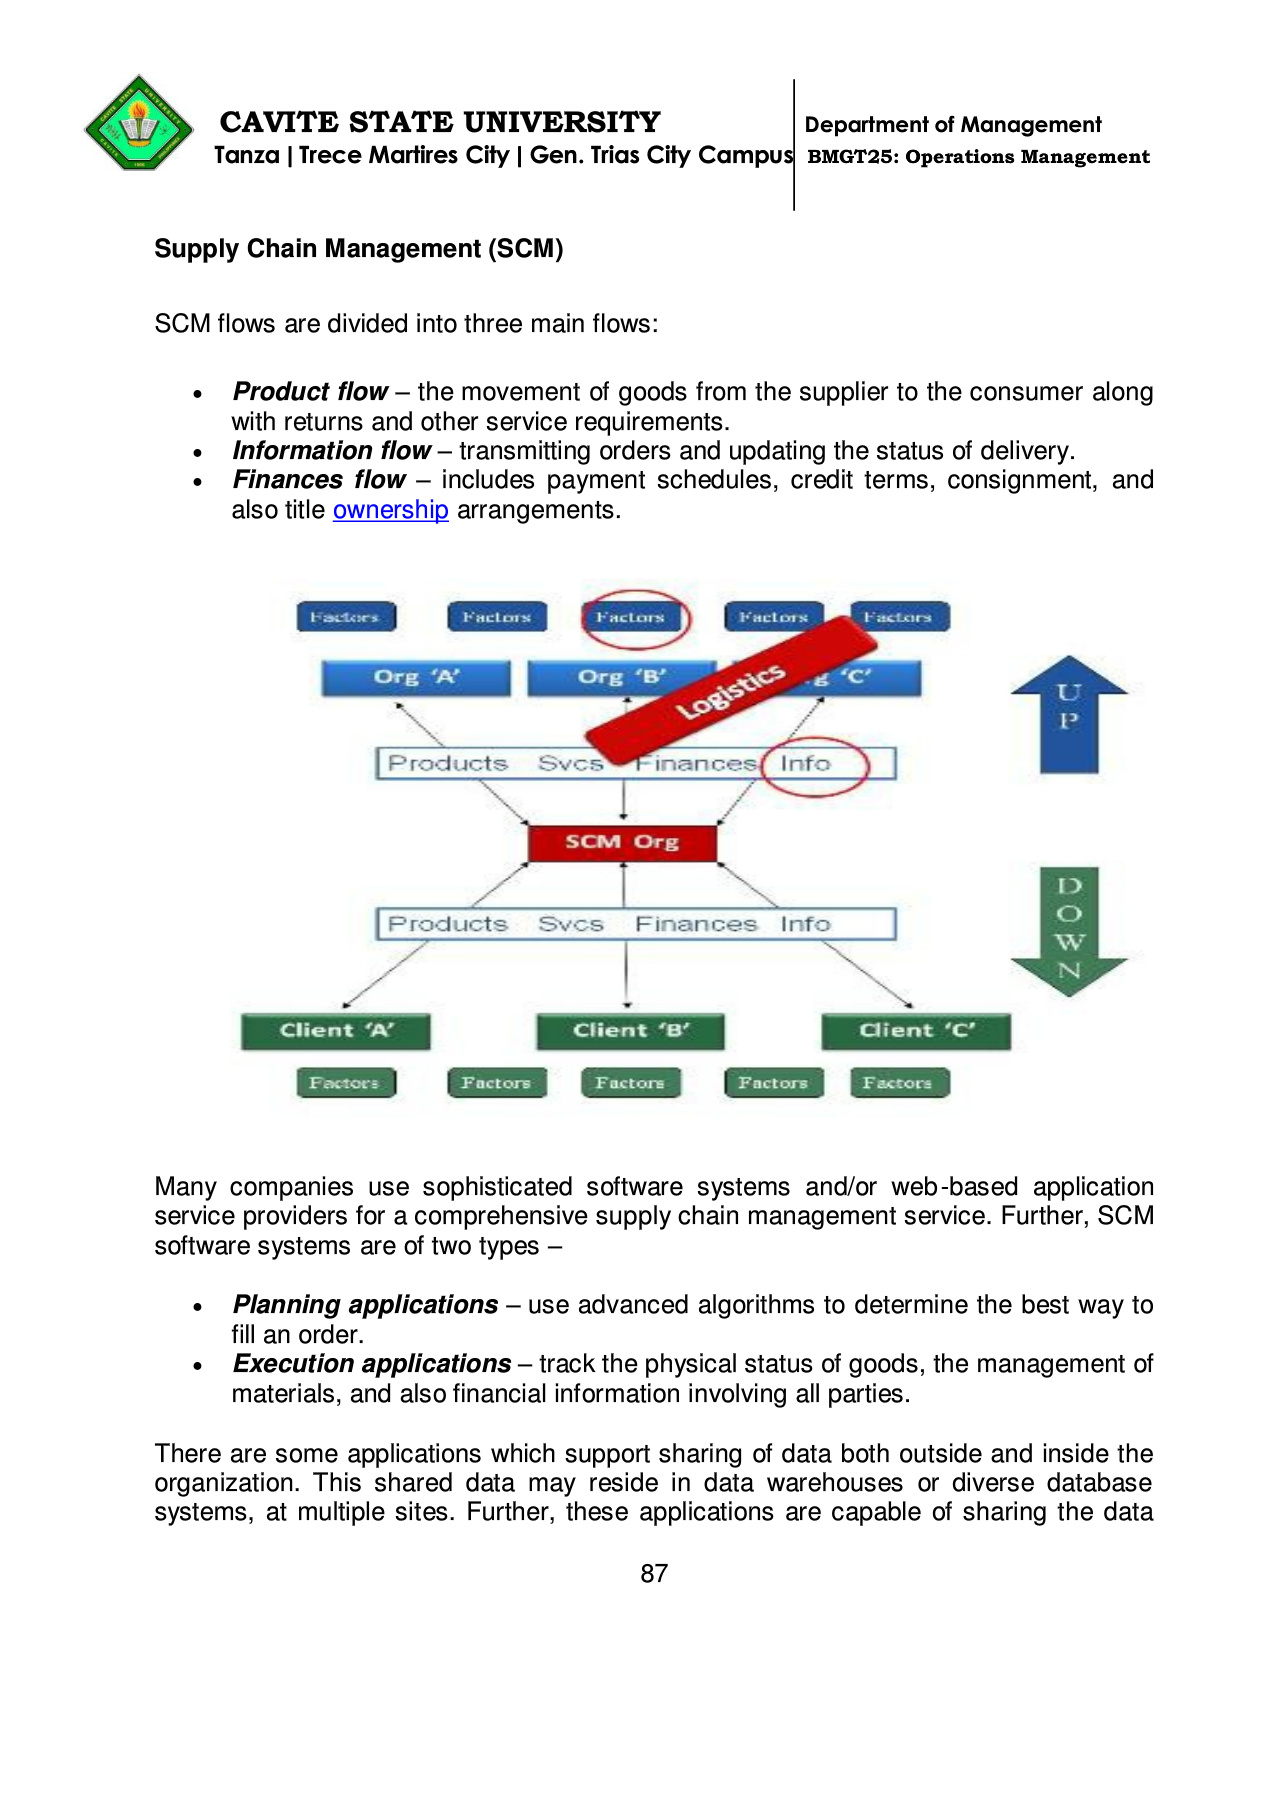 CAVITE STATE UNIVERSITY
Tanza | Trece Martires City | Gen. Trias City Campus
Department of Management
BMGT25: Operations Management
Supply Chain Management (SCM)
SCM flows are divided into three main flows:
• Product flow – the movement of goods from the supplier to the consumer along
with returns and other service requirements.
• Information flow – transmitting orders and updating the status of delivery.
• Finances flow – includes payment schedules, credit terms, consignment, and
also title ownership arrangements.
Factors Factors Factors Factors Factors
Org ‘A’ Org ‘B’ ‘C’
Logistics
Products Svcs Finances Info
SCM Org
Products Svcs Finances Info
Client ‘A’ Client ‘B’ Client ‘C’
Factors Factors Factors Factors Factors
UP
DOWN
Many companies use sophisticated software systems and/or web-based application
service providers for a comprehensive supply chain management service. Further, SCM
software systems are of two types –
• Planning applications – use advanced algorithms to determine the best way to
fill an order.
• Execution applications – track the physical status of goods, the management of
materials, and also financial information involving all parties.
There are some applications which support sharing of data both outside and inside the
organization. This shared data may reside in data warehouses or diverse database
systems, at multiple sites. Further, these applications are capable of sharing the data
87